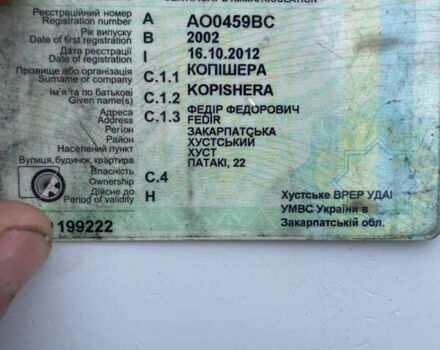 Реєстраційний номер A АО0459ВС
Registration number
Рік випуску B 2002
Date of first registration
Дата реєстрації I 16.10.2012
Date of registration
Прізвище або організація C.1.1 КОПІШЕРА
Surname or company KOPISHERA
Ім'я та по батькові C.1.2 ФЕДІР ФЕДОРОВИЧ
Given name(s) FEDIR
Адреса C.1.3 ЗАКАРПАТСЬКА
Address ХУСТСЬКИЙ
Регіон ХУСТ
Район ПАТАКІ, 22
Населений пункт
Вулиця, будинок, квартира
Власність C.4
Ownership
Дійсне до H
Period of validity
Хустське ВРЕР УДАІ
УМВС України в
Закарпатській обл.
199222